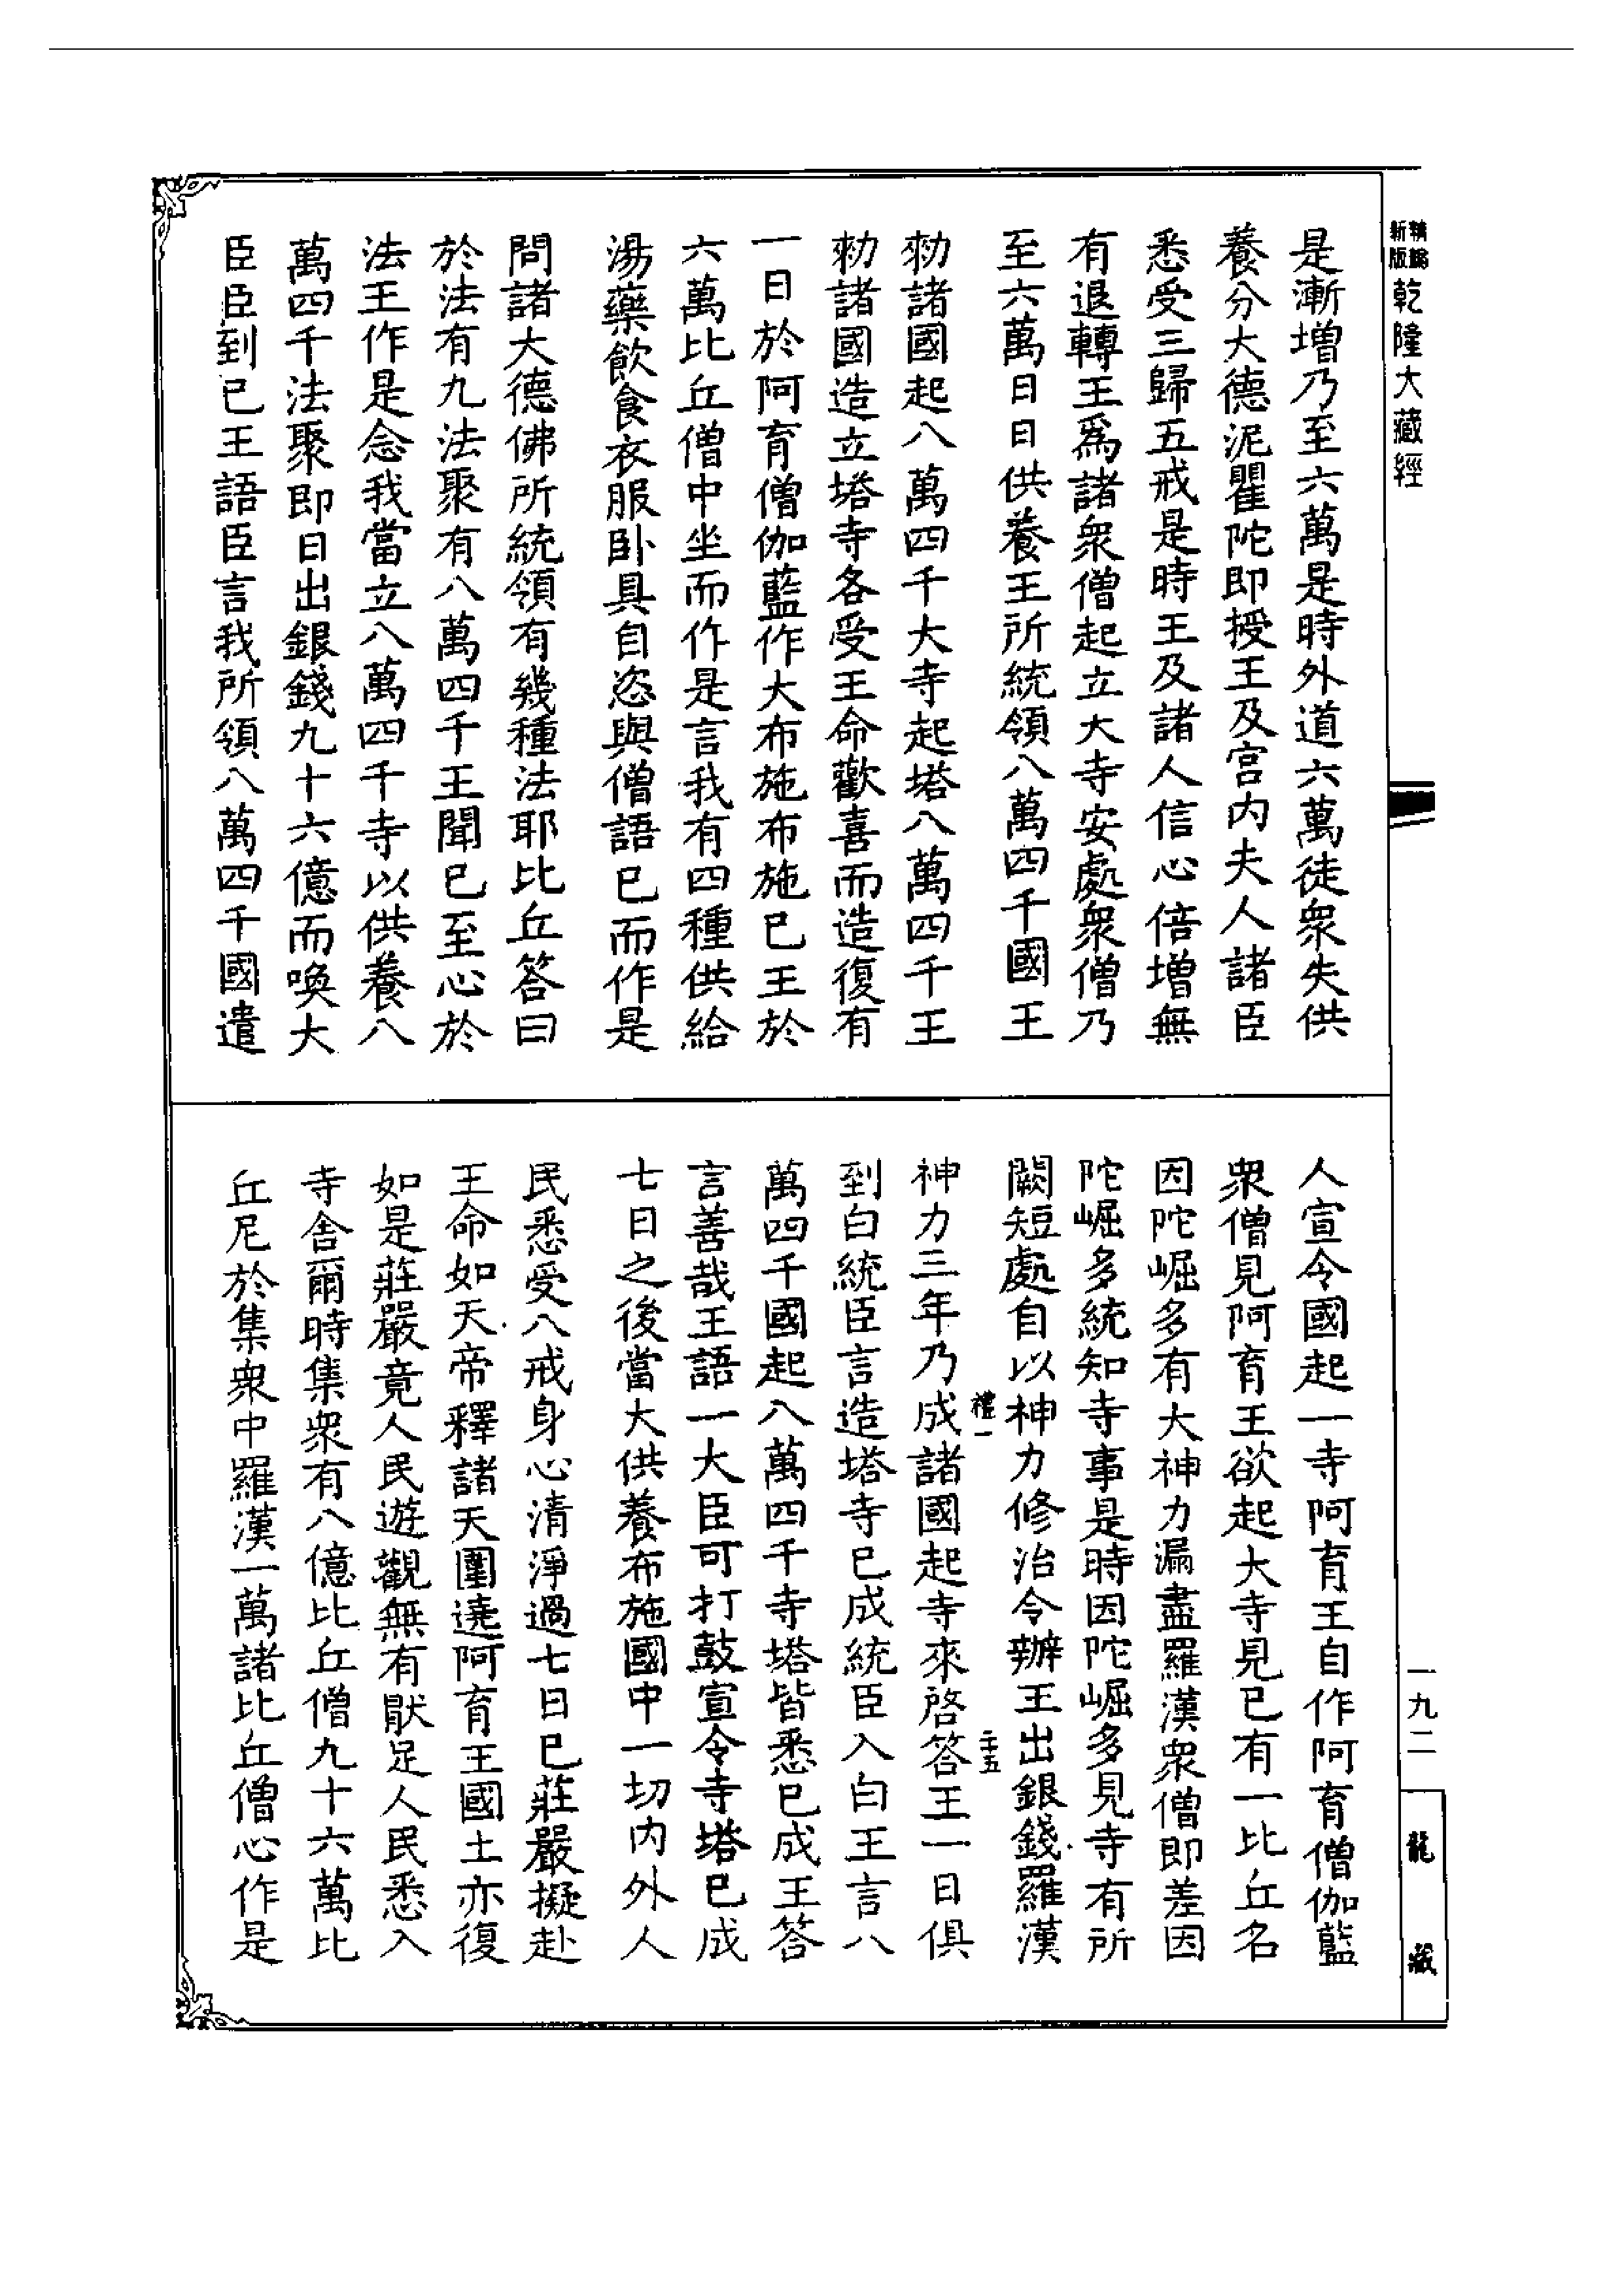 新編縮版乾隆大藏經
是漸增乃至六萬是時外道六萬徒衆失供
養分大德泥瞿陀即授王及宮內夫人諸臣
悉受三歸五戒是時王及諸人信心倍增無
有退轉王爲諸衆僧起立大寺安處衆僧乃
至六萬日日供養王所統領八萬四千國王
勑諸國起八萬四千大寺起塔八萬四千王
勑諸國造立塔寺各受王命歡喜而造復有
一日於阿育僧伽藍作大布施布施已王於
六萬比丘僧中坐而作是言我有四種供給
湯藥飲食衣服卧具自恣與僧語已而作是
問諸大德佛所統領有幾種法耶比丘答曰
於法有九法聚有八萬四千王聞已至心於
法王作是念我當立八萬四千寺以供養八
萬四千法聚即日出銀錢九十六億而喚大
臣臣到已王語臣言我所領八萬四千國遣
人宣令國起一寺阿育王自作阿育僧伽藍
衆僧見阿育王欲起大寺見已有一比丘名
因陀崛多有大神力漏盡羅漢衆僧即差因
陀崛多統知寺事是時因陀崛多見寺有所
闕短處自以神力修治令辦王出銀錢羅漢
神力三年乃成諸國起寺來啓答王一日俱
禮一
二十五
到白統臣言造塔寺已成統臣入白王言八
萬四千國起八萬四千寺塔皆悉已成王答
言善哉王語一大臣可打鼓宣令寺塔已成
七日之後當大供養布施國中一切內外人
民悉受八戒身心清淨過七日已莊嚴擬赴
王命如天帝釋諸天圍遶阿育王國土亦復
如是莊嚴竟人民遊觀無有猒足人民悉入
寺舍爾時集衆有八億比丘僧九十六萬比
丘尼於集衆中羅漢一萬諸比丘僧心作是
一九二
龍藏